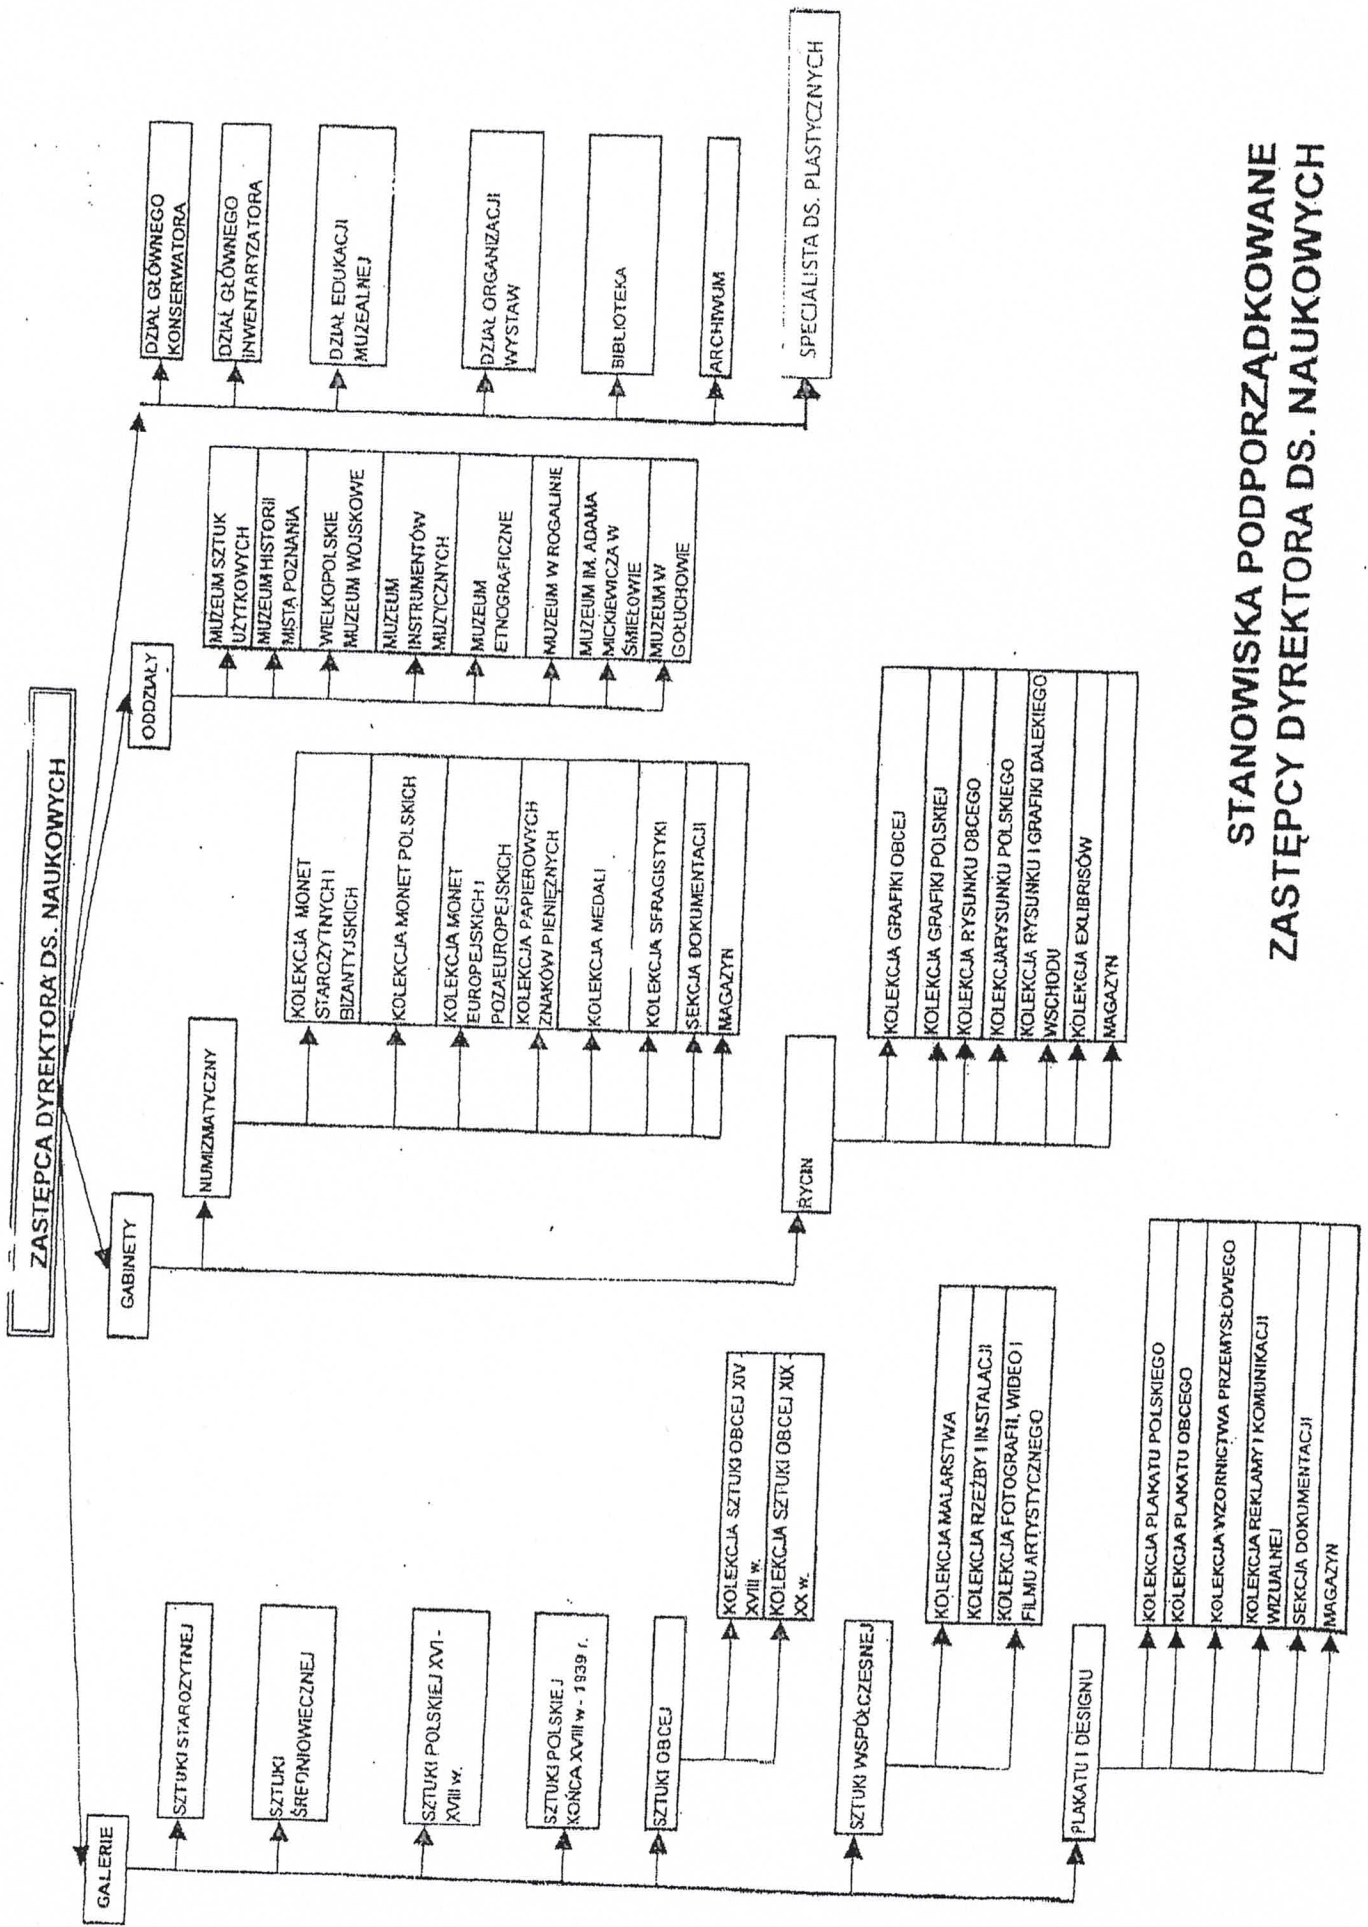 ZASTĘPCA DYREKTORA DS. NAUKOWYCH
GALERIE
SZTUKI STAROZYTNEJ
SZTUKI
ŚREDNIOWIECZNEJ
SZTUKI POLSKIEJ XVI -
XVIII w.
SZTUKI POLSKIEJ
KOŃCA XVIII w - 1939 r.
SZTUKI OBCEJ
KOLEKCJA SZTUKI OBCEJ XIV -
XVIII w.
KOLEKCJA SZTUKI OBCEJ XIX -
XX w.
SZTUKI WSPÓŁCZESNEJ
KOLEKCJA MALARSTWA
KOLEKCJA RZEŹBY I INSTALACJI
KOLEKCJA FOTOGRAFII, WIDEO I
FILMU ARTYSTYCZNEGO
PLAKATU I DESIGNU
KOLEKCJA PLAKATU POLSKIEGO
KOLEKCJA PLAKATU OBCEGO
KOLEKCJA WZORNICTWA PRZEMYSŁOWEGO
KOLEKCJA REKLAMY I KOMUNIKACJI
WIZUALNEJ
SEKCJA DOKUMENTACJI
MAGAZYN
GABINETY
NUMIZMATYCZNY
KOLEKCJA MONET
STAROŻYTNYCH I
BIZANTYJSKICH
KOLEKCJA MONET POLSKICH
KOLEKCJA MONET
EUROPEJSKICH I
POZAEUROPEJSKICH
KOLEKCJA PAPIEROWYCH
ZNAKÓW PIENIĘŻNYCH
KOLEKCJA MEDALI
KOLEKCJA SFRAGISTYKI
SEKCJA DOKUMENTACJI
MAGAZYN
RYCIN
KOLEKCJA GRAFIKI OBCEJ
KOLEKCJA GRAFIKI POLSKIEJ
KOLEKCJA RYSUNKU OBCEGO
KOLEKCJARYSUNKU POLSKIEGO
KOLEKCJA RYSUNKU I GRAFIKI DALEKIEGO
WSCHODU
KOLEKCJA EXLIBRISÓW
MAGAZYN
ODDZIAŁY
MUZEUM SZTUK
UŻYTKOWYCH
MUZEUM HISTORII
MISTA POZNANIA
WIELKOPOLSKIE
MUZEUM WOJSKOWE
MUZEUM
INSTRUMENTÓW
MUZYCZNYCH
MUZEUM
ETNOGRAFICZNE
MUZEUM W ROGALINIE
MUZEUM IM. ADAMA
MICKIEWICZA W
ŚMIEŁOWIE
MUZEUM W
GOŁUCHOWIE
DZIAŁ GŁÓWNEGO
KONSERWATORA
DZIAŁ GŁÓWNEGO
INWENTARYZATORA
DZIAŁ EDUKACJI
MUZEALNEJ
DZIAŁ ORGANIZACJI
WYSTAW
BIBLIOTEKA
ARCHIWUM
SPECJALISTA DS. PLASTYCZNYCH
STANOWISKA PODPORZĄDKOWANE
ZASTĘPCY DYREKTORA DS. NAUKOWYCH